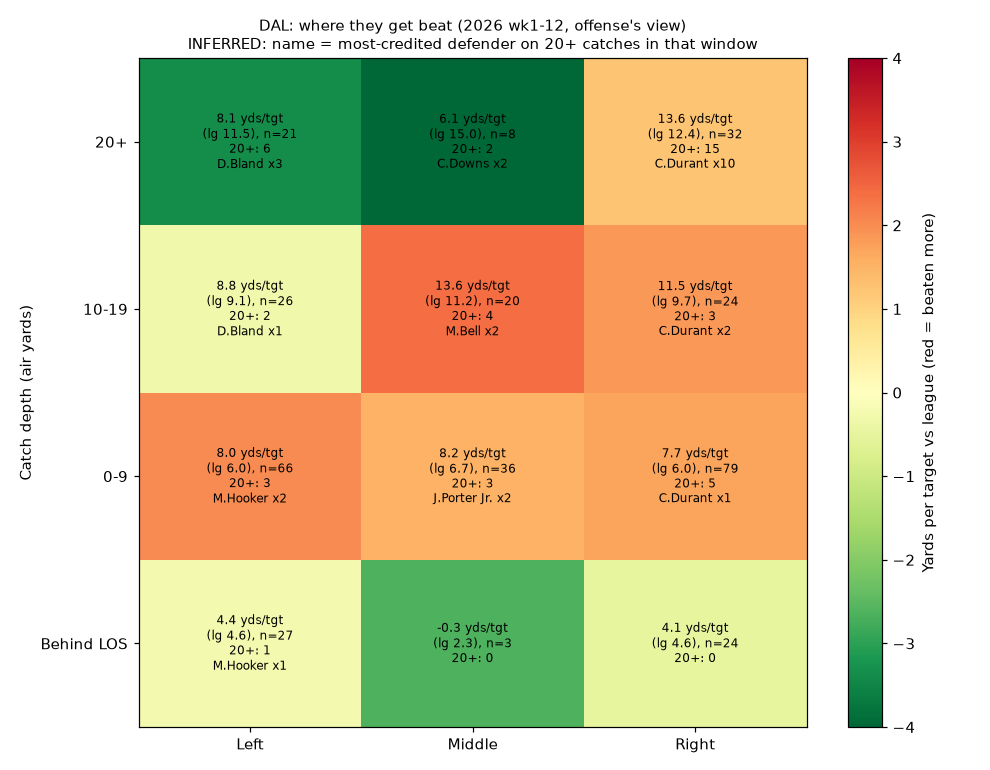 DAL: where they get beat (2026 wk1-12, offense's view)
INFERRED: name = most-credited defender on 20+ catches in that window
Catch depth (air yards)
20+
8.1 yds/tgt
(lg 11.5), n=21
20+: 6
D.Bland x3
6.1 yds/tgt
(lg 15.0), n=8
20+: 2
C.Downs x2
13.6 yds/tgt
(lg 12.4), n=32
20+: 15
C.Durant x10
10-19
8.8 yds/tgt
(lg 9.1), n=26
20+: 2
D.Bland x1
13.6 yds/tgt
(lg 11.2), n=20
20+: 4
M.Bell x2
11.5 yds/tgt
(lg 9.7), n=24
20+: 3
C.Durant x2
0-9
8.0 yds/tgt
(lg 6.0), n=66
20+: 3
M.Hooker x2
8.2 yds/tgt
(lg 6.7), n=36
20+: 3
J.Porter Jr. x2
7.7 yds/tgt
(lg 6.0), n=79
20+: 5
C.Durant x1
Behind LOS
4.4 yds/tgt
(lg 4.6), n=27
20+: 1
M.Hooker x1
-0.3 yds/tgt
(lg 2.3), n=3
20+: 0
4.1 yds/tgt
(lg 4.6), n=24
20+: 0
Left
Middle
Right
4
3
2
1
0
−1
−2
−3
−4
Yards per target vs league (red = beaten more)